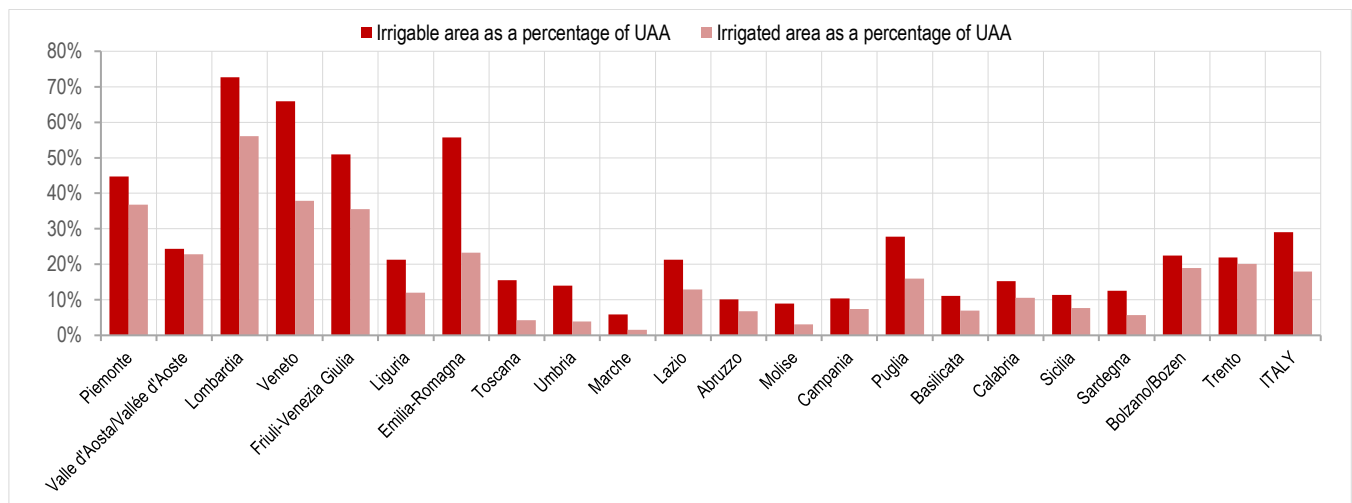 Irrigable area as a percentage of UAA
Irrigated area as a percentage of UAA
80%
70%
60%
50%
40%
30%
20%
10%
0%
Piemonte
Valle d'Aosta/Vallée d'Aoste
Lombardia
Veneto
Friuli-Venezia Giulia
Liguria
Emilia-Romagna
Toscana
Umbria
Marche
Lazio
Abruzzo
Molise
Campania
Puglia
Basilicata
Calabria
Sicilia
Sardegna
Bolzano/Bozen
Trento
ITALY